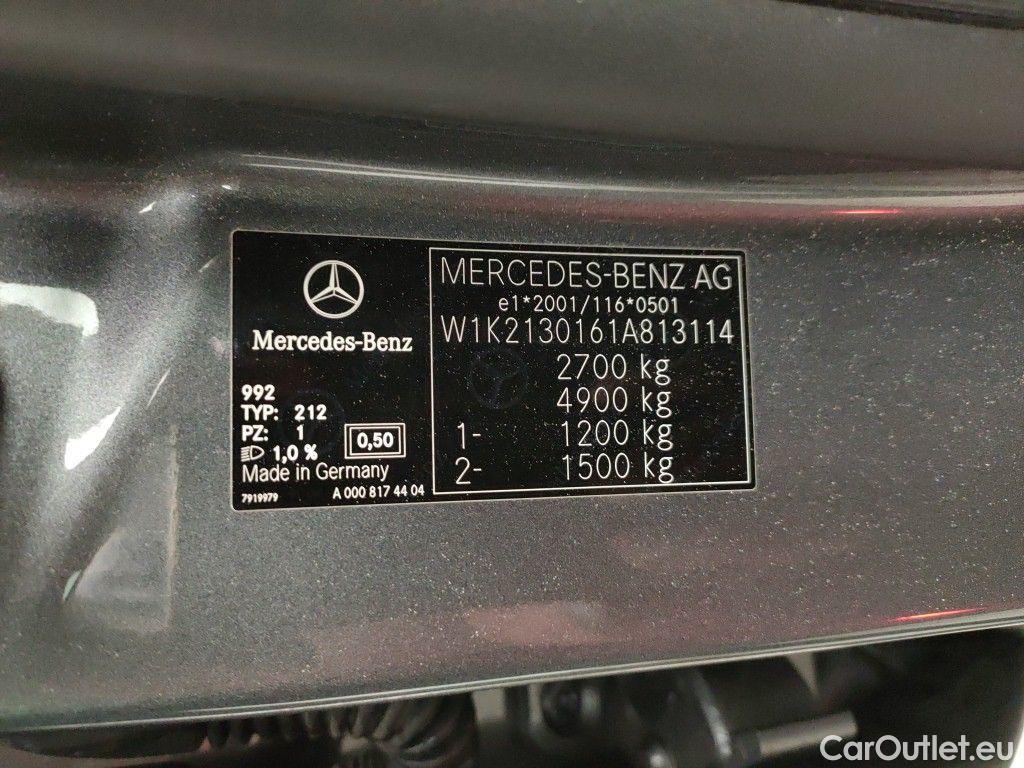 Mercedes-Benz
992
TYP: 212
PZ: 1
1,0 %
0,50
Made in Germany
7919979
A 000 817 44 04
MERCEDES-BENZ AG
e1*2001/116*0501
W1K2130161A813114
2700 kg
4900 kg
1- 1200 kg
2- 1500 kg
CarOutlet.eu